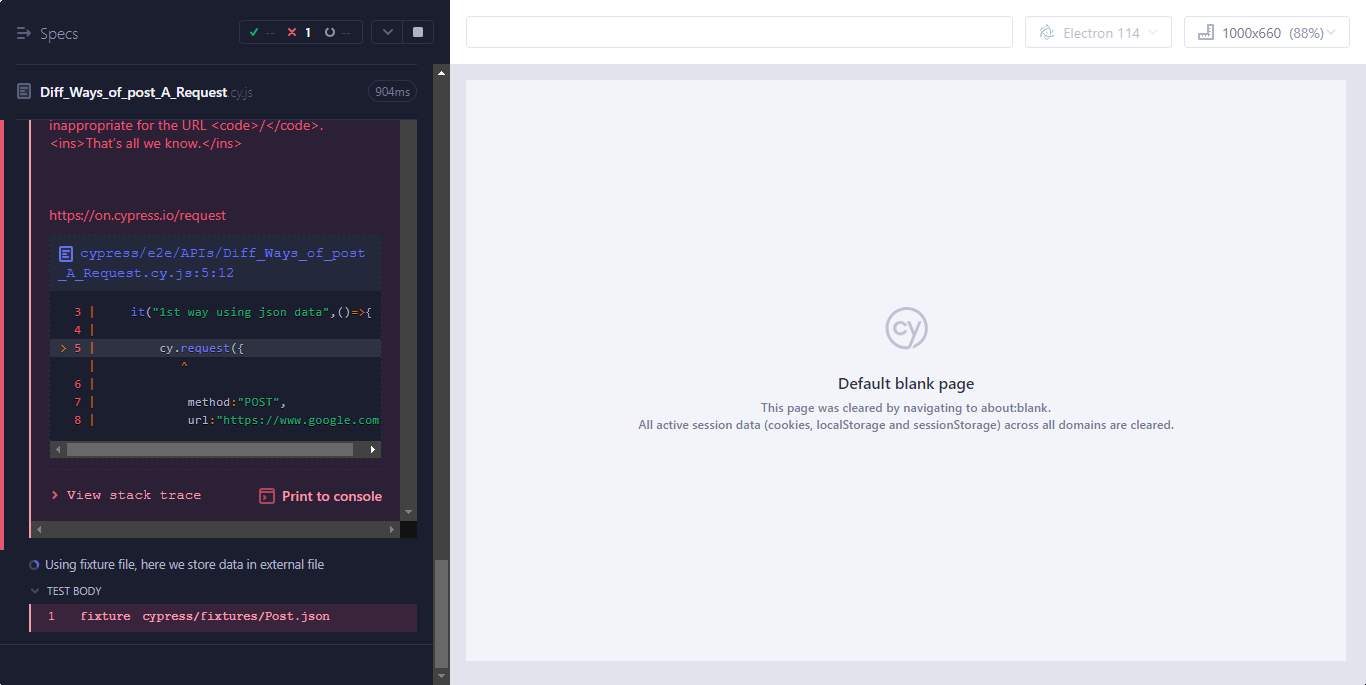 Specs
-- 1 --
Electron 114
1000x660 (88%)
Diff_Ways_of_post_A_Request.cy.js 904ms
inappropriate for the URL <code>/</code>.
<ins>That's all we know.</ins>
https://on.cypress.io/request
cypress/e2e/APIs/Diff_Ways_of_post
_A_Request.cy.js:5:12
3 | it("1st way using json data",()=>{
4 |
> 5 | cy.request({
| ^
6 |
7 | method:"POST",
8 | url:"https://www.google.com
View stack trace
Print to console
Using fixture file, here we store data in external file
TEST BODY
1 fixture cypress/fixtures/Post.json
cy
Default blank page
This page was cleared by navigating to about:blank.
All active session data (cookies, localStorage and sessionStorage) across all domains are cleared.